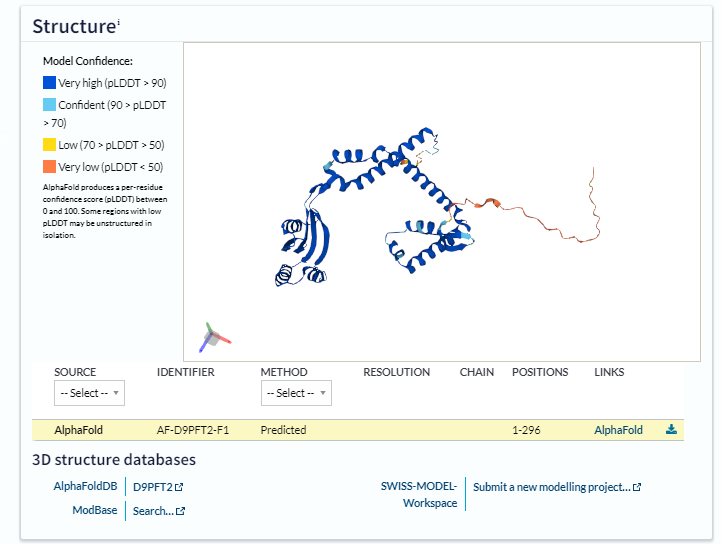 Structureⁱ
Model Confidence:
Very high (pLDDT > 90)
Confident (90 > pLDDT
> 70)
Low (70 > pLDDT > 50)
Very low (pLDDT < 50)
AlphaFold produces a per-residue
confidence score (pLDDT) between
0 and 100. Some regions with low
pLDDT may be unstructured in
isolation.
SOURCE IDENTIFIER METHOD RESOLUTION CHAIN POSITIONS LINKS
-- Select -- -- Select --
AlphaFold AF-D9PFT2-F1 Predicted 1-296 AlphaFold
3D structure databases
AlphaFoldDB D9PFT2 SWISS-MODEL- Submit a new modelling project...
Workspace
ModBase Search...